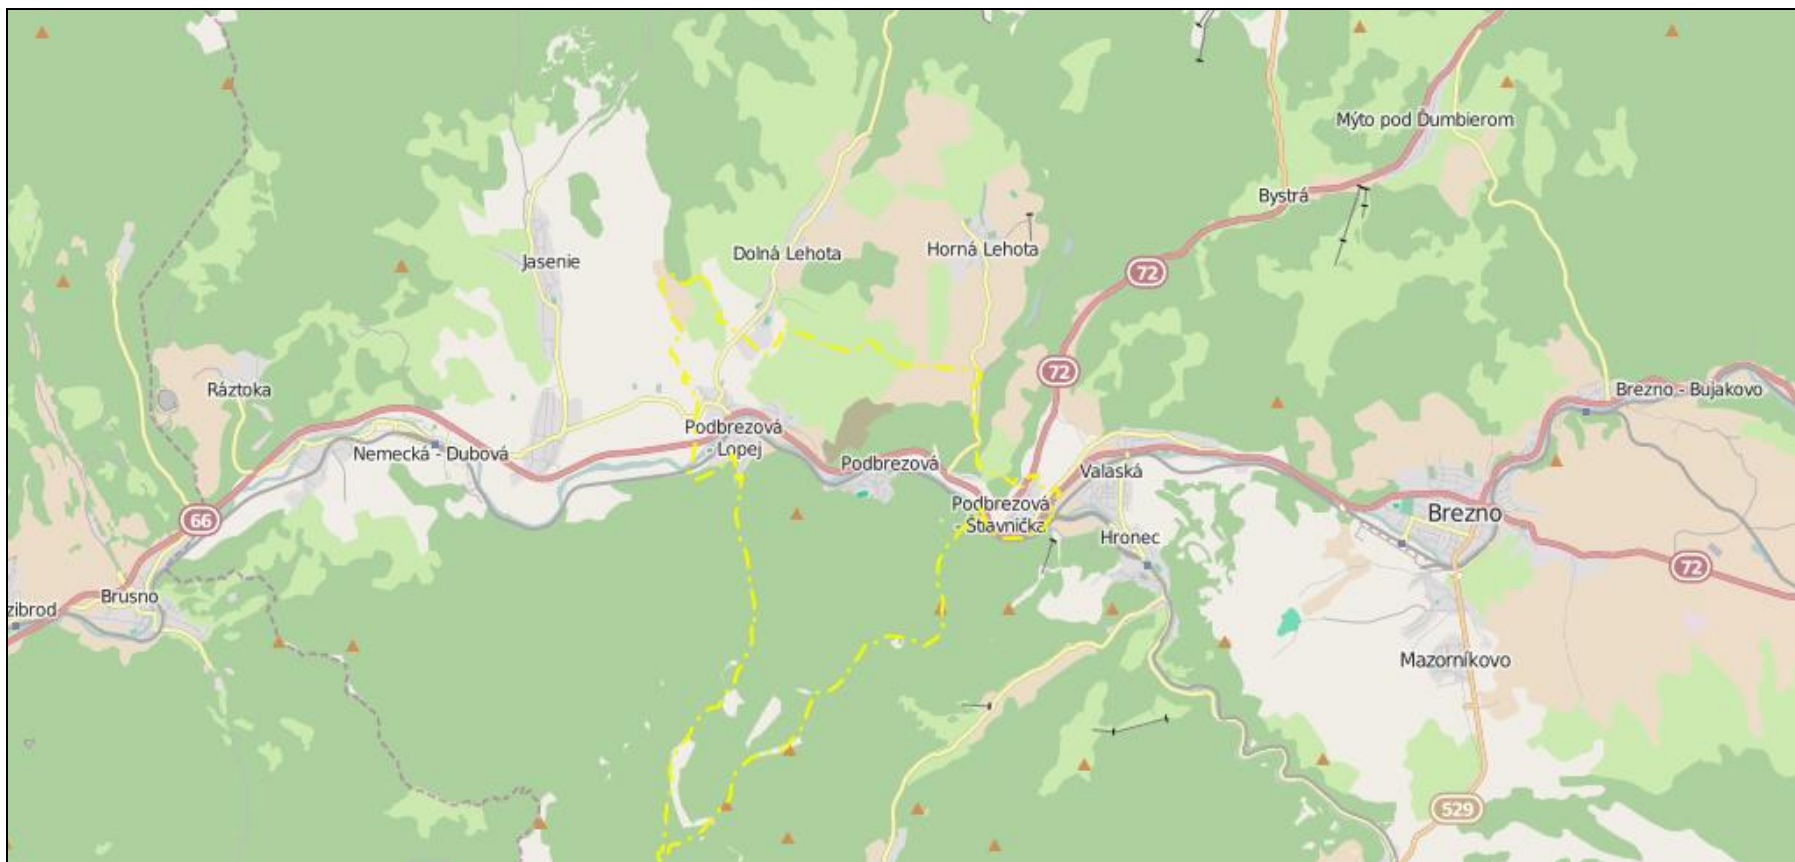 Mýto pod Ďumbierom
Bystrá
Dolná Lehota
Horná Lehota
Jasenie
72
72
Ráztoka
Brezno - Bujakovo
Podbrezová
- Lopej
Nemecká - Dubová
Podbrezová
Valaská
Podbrezová
- Štiavnička
Brezno
66
Hronec
72
Brusno
zibrod
Mazorníkovo
529